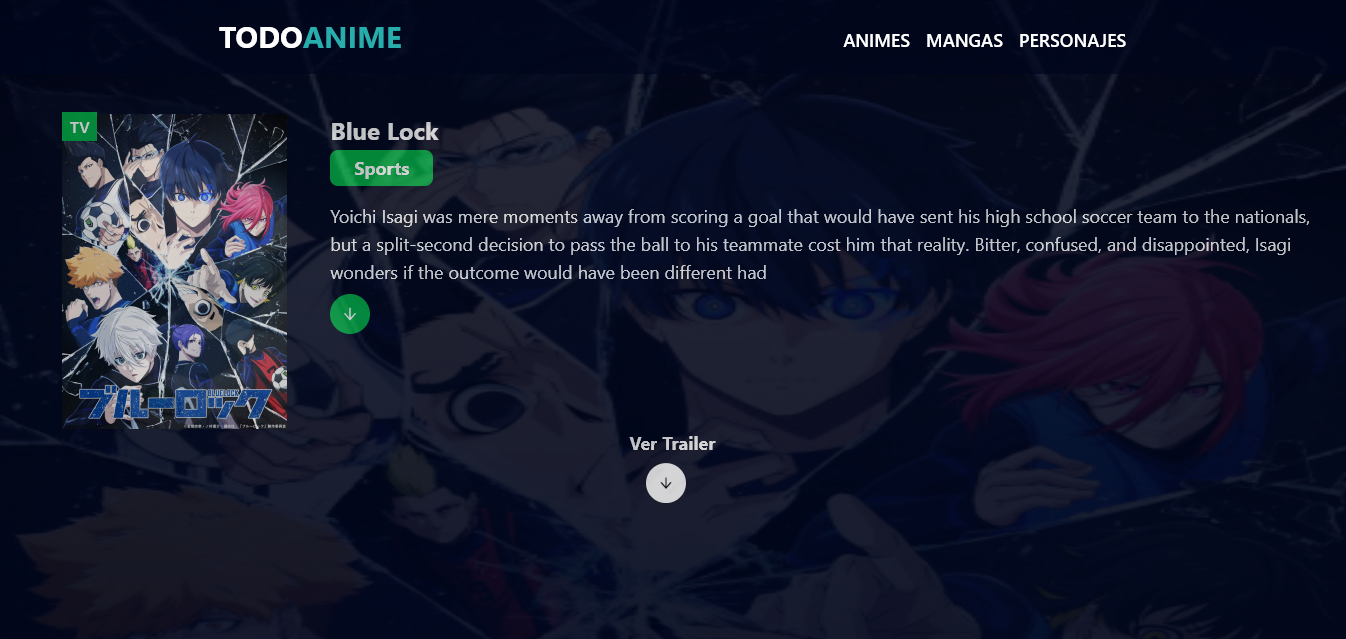 TODOANIME
ANIMES MANGAS PERSONAJES
TV
Blue Lock
Sports
Yoichi Isagi was mere moments away from scoring a goal that would have sent his high school soccer team to the nationals,
but a split-second decision to pass the ball to his teammate cost him that reality. Bitter, confused, and disappointed, Isagi
wonders if the outcome would have been different had
BLUELOCK
ブルーロック
Ver Trailer